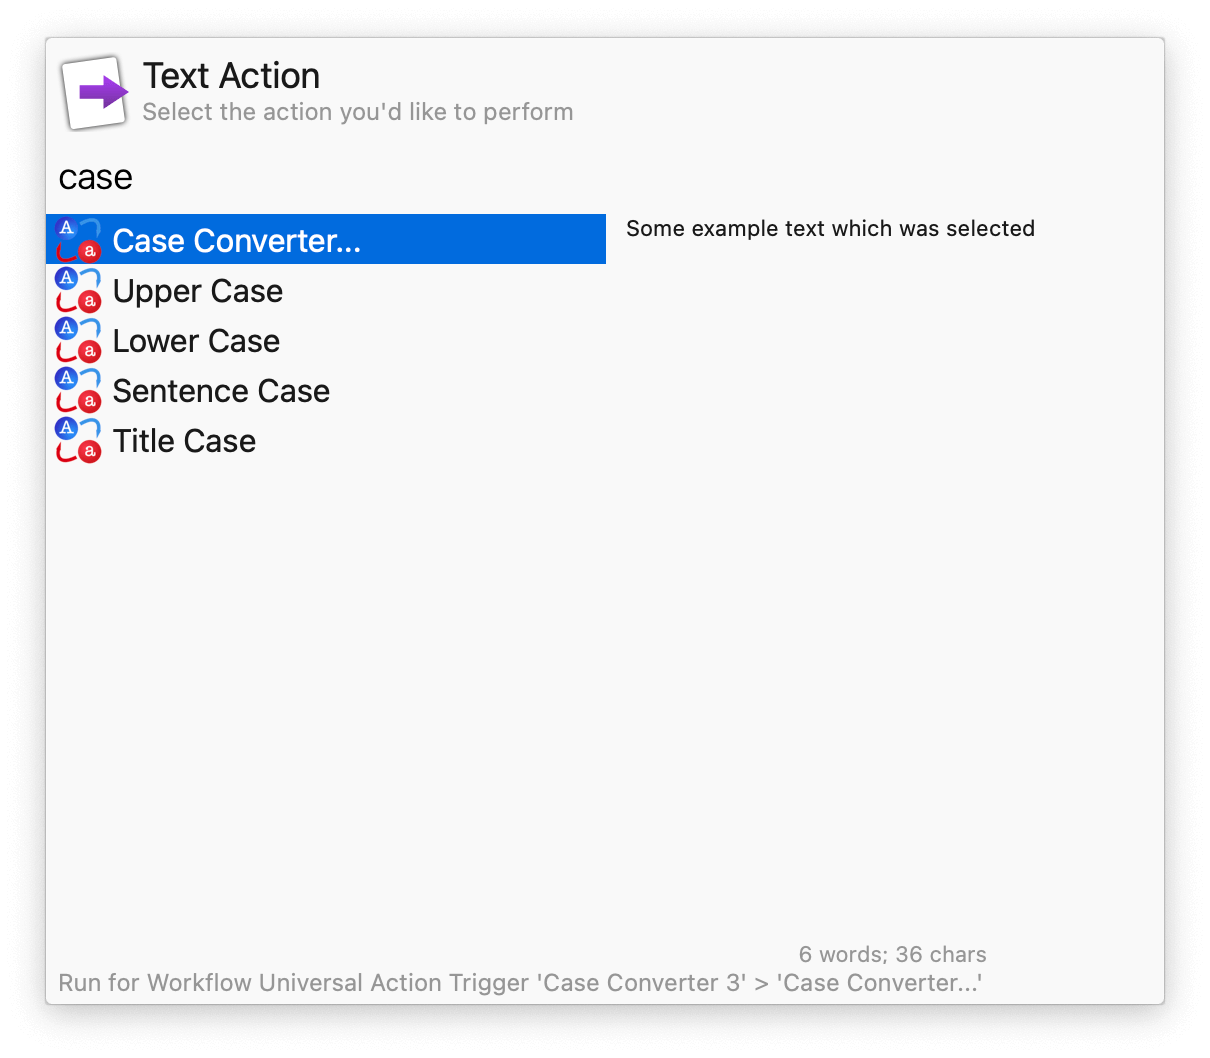 Text Action
Select the action you'd like to perform
case
Case Converter...
Upper Case
Lower Case
Sentence Case
Title Case
Some example text which was selected
6 words; 36 chars
Run for Workflow Universal Action Trigger 'Case Converter 3' > 'Case Converter...'